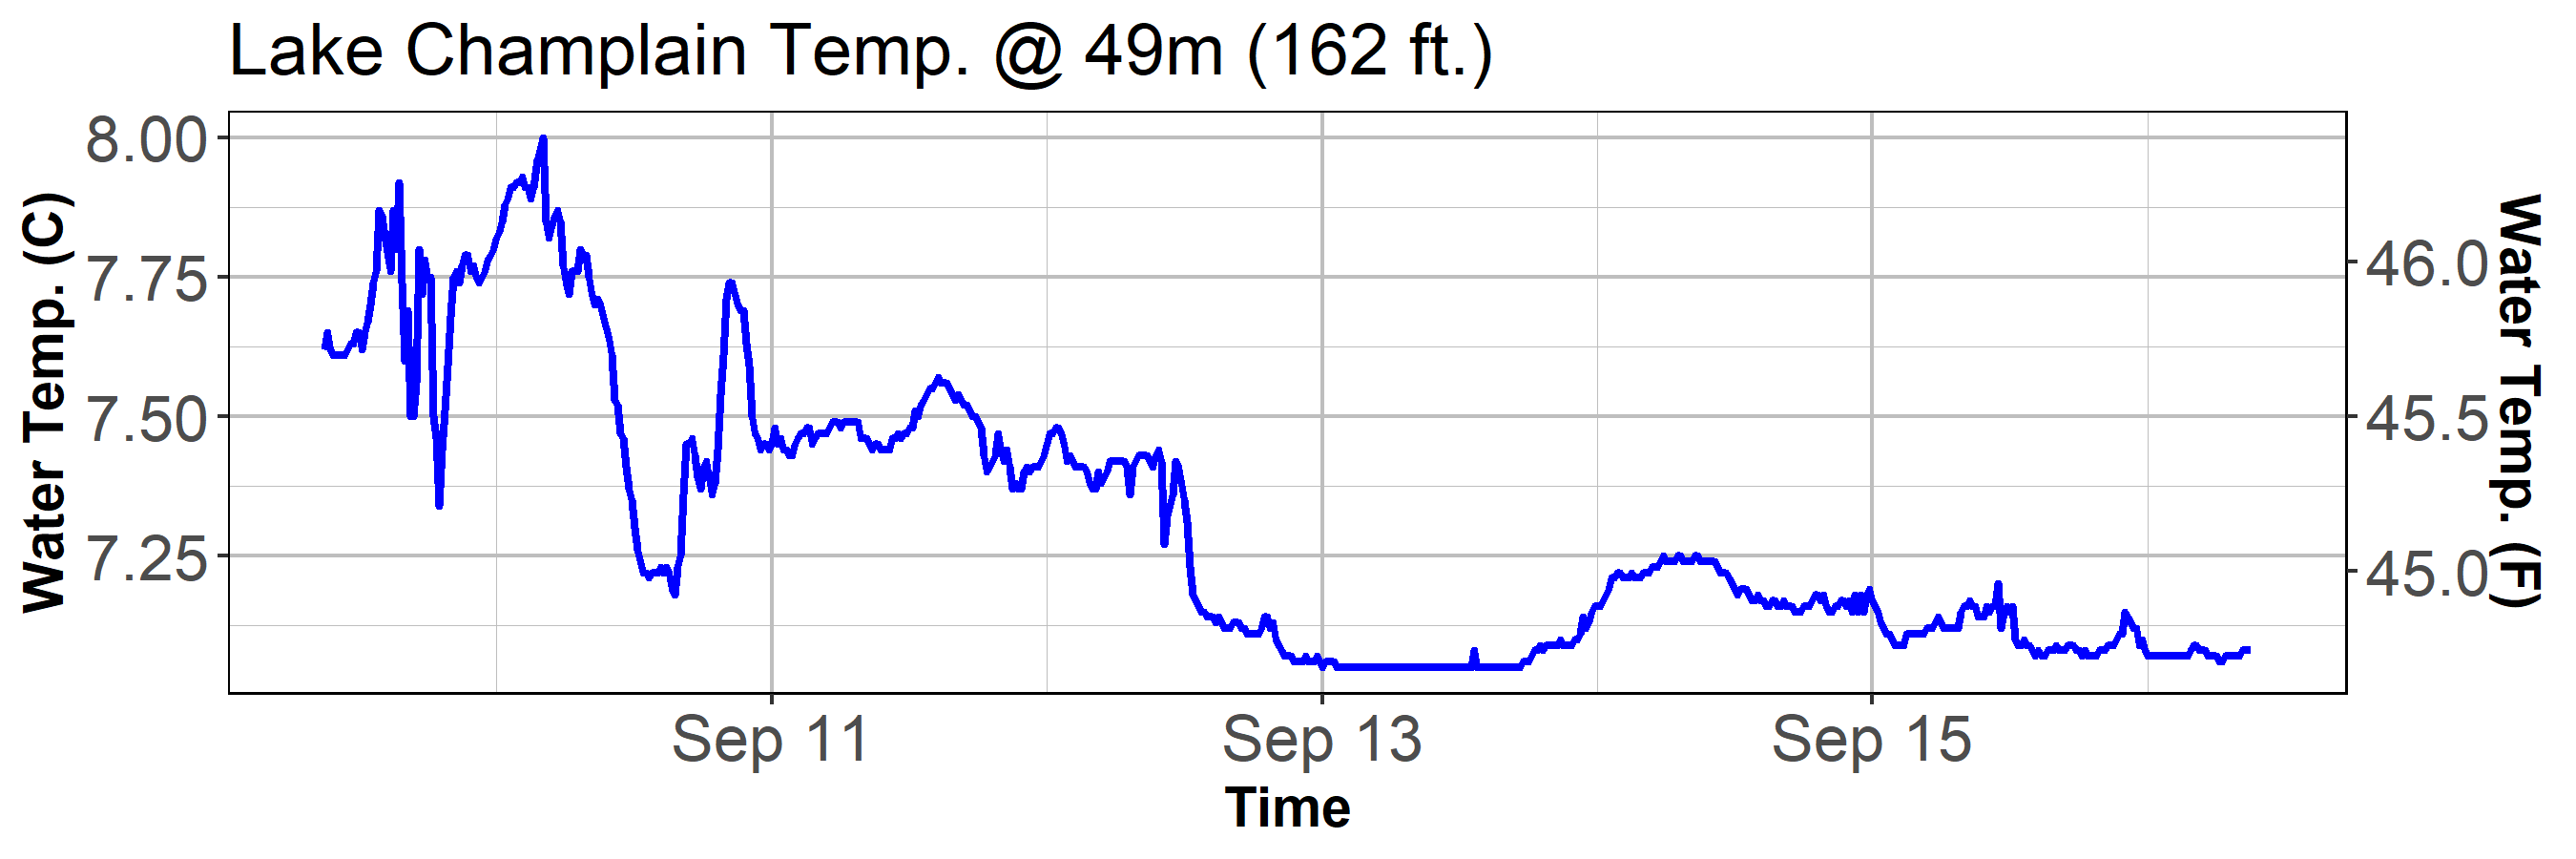 Lake Champlain Temp. @ 49m (162 ft.)
Water Temp. (C)
8.00
7.75
7.50
7.25
46.0
45.5
45.0
Water Temp. (F)
Sep 11 Sep 13 Sep 15
Time